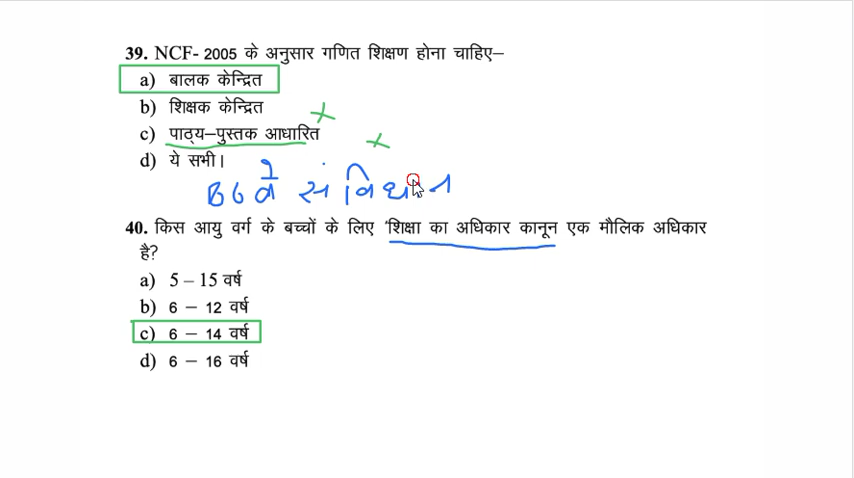 39. NCF- 2005 के अनुसार गणित शिक्षण होना चाहिए–
a) बालक केन्द्रित
b) शिक्षक केन्द्रित
c) पाठ्य–पुस्तक आधारित
d) ये सभी।
86वे संविधान
40. किस आयु वर्ग के बच्चों के लिए 'शिक्षा का अधिकार कानून एक मौलिक अधिकार
है?
a) 5 – 15 वर्ष
b) 6 – 12 वर्ष
c) 6 – 14 वर्ष
d) 6 – 16 वर्ष